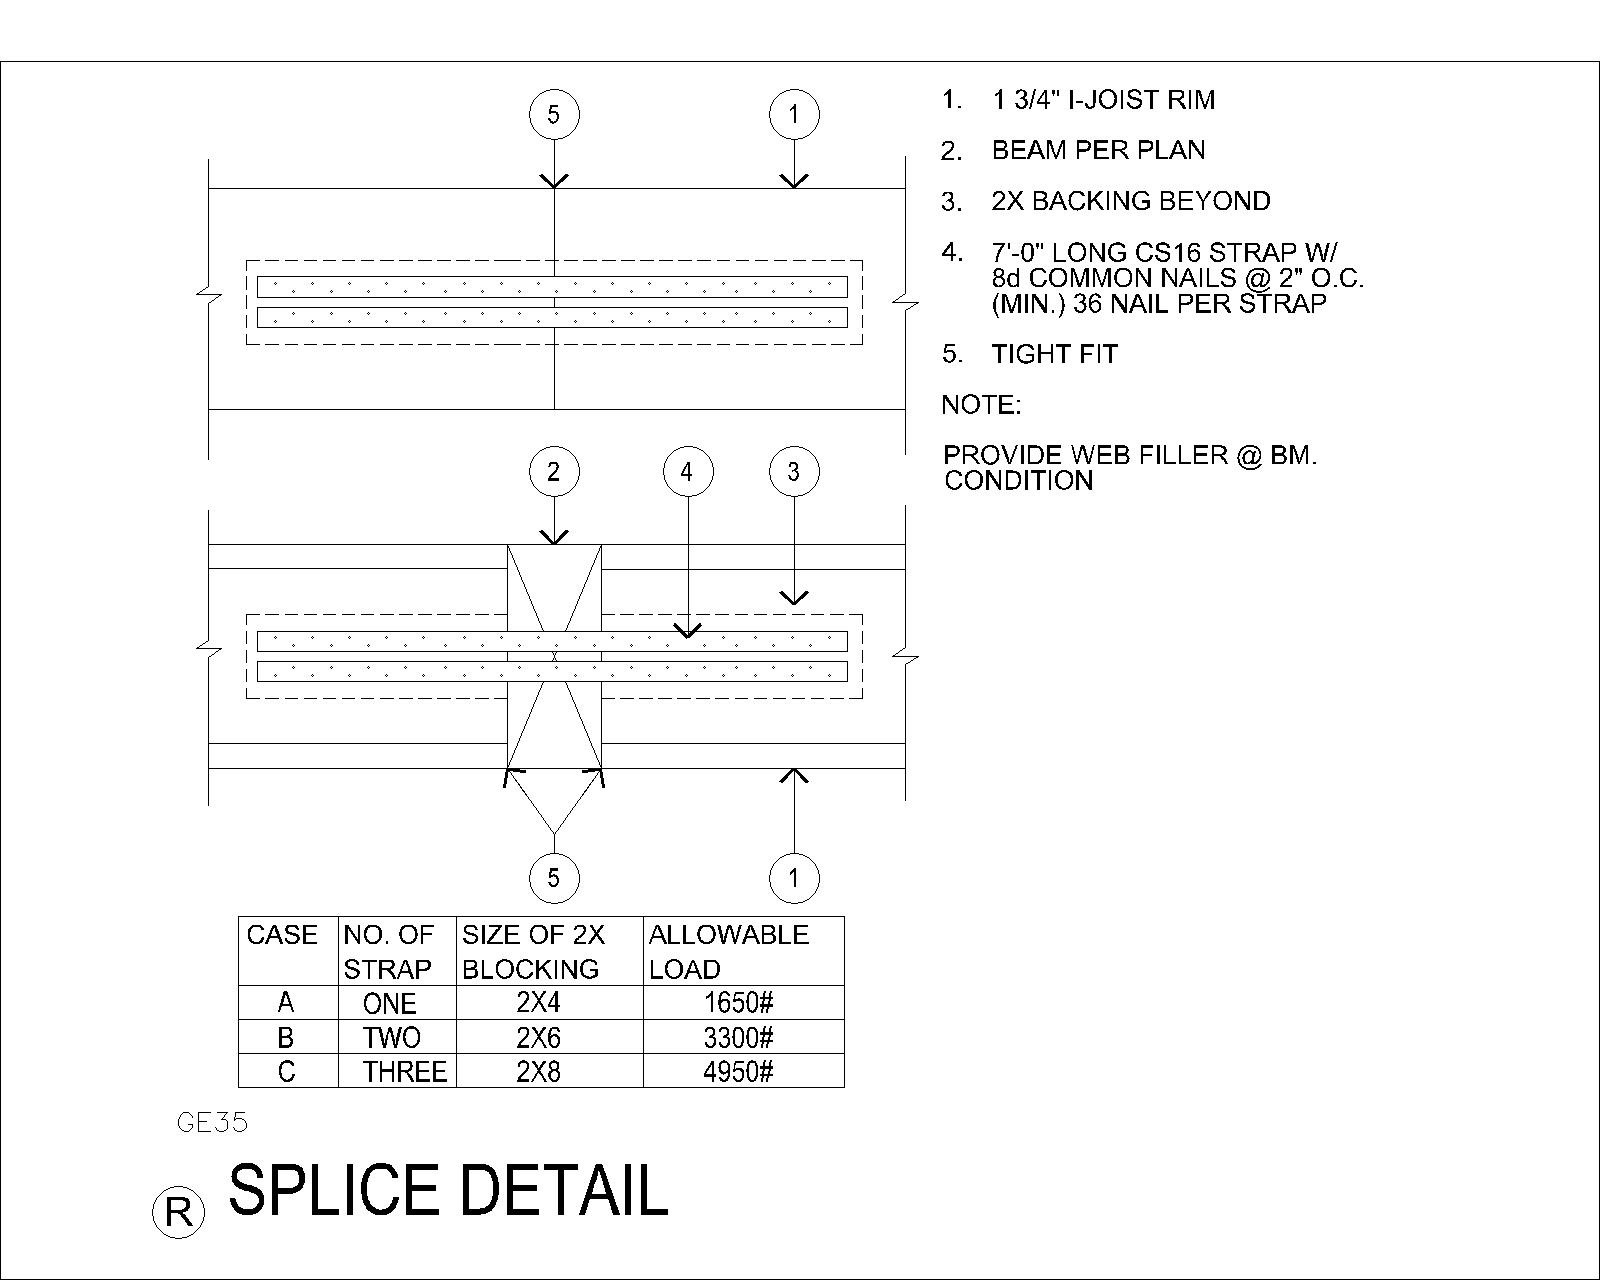 5
1
1. 1 3/4" I-JOIST RIM
2. BEAM PER PLAN
3. 2X BACKING BEYOND
4. 7'-0" LONG CS16 STRAP W/
8d COMMON NAILS @ 2" O.C.
(MIN.) 36 NAIL PER STRAP
5. TIGHT FIT
NOTE:
PROVIDE WEB FILLER @ BM.
CONDITION
2
4
3
5
1
CASE NO. OF STRAP SIZE OF 2X BLOCKING ALLOWABLE LOAD
A ONE 2X4 1650#
B TWO 2X6 3300#
C THREE 2X8 4950#
GE35
R SPLICE DETAIL